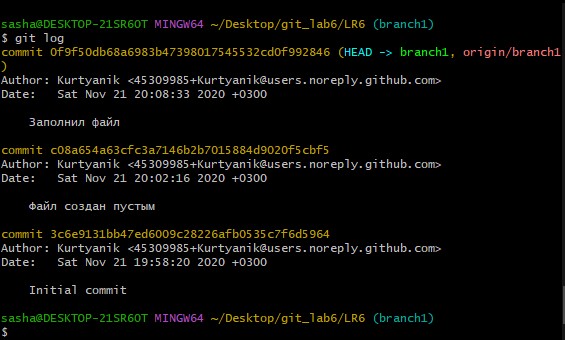 sasha@DESKTOP-21SR6OT MINGW64 ~/Desktop/git_lab6/LR6 (branch1)
$ git log
commit 0f9f50db68a6983b47398017545532cd0f992846 (HEAD -> branch1, origin/branch1
)
Author: Kurtyanik <45309985+Kurtyanik@users.noreply.github.com>
Date:   Sat Nov 21 20:08:33 2020 +0300
    Заполнил файл
commit c08a654a63cfc3a7146b2b7015884d9020f5cbf5
Author: Kurtyanik <45309985+Kurtyanik@users.noreply.github.com>
Date:   Sat Nov 21 20:02:16 2020 +0300
    Файл создан пустым
commit 3c6e9131bb47ed6009c28226afb0535c7f6d5964
Author: Kurtyanik <45309985+Kurtyanik@users.noreply.github.com>
Date:   Sat Nov 21 19:58:20 2020 +0300
    Initial commit
sasha@DESKTOP-21SR6OT MINGW64 ~/Desktop/git_lab6/LR6 (branch1)
$